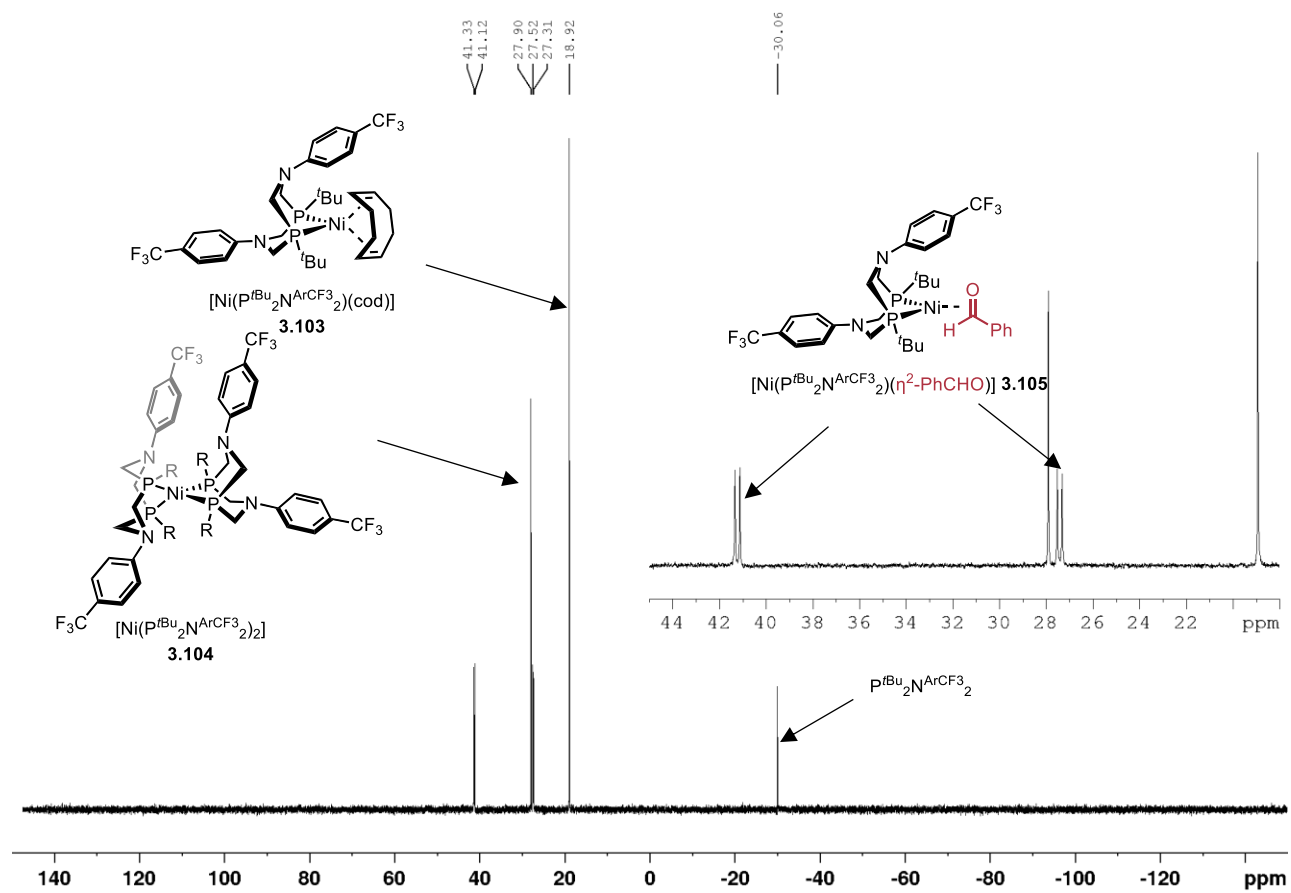 41.33
41.12
27.90
27.52
27.31
18.92
-30.06
CF₃
N
F₃C
N
P
P
Ni
ᵗBu
ᵗBu
[Ni(Pᵗᴮᵘ₂Nᴬʳᶜᶠ³₂)(cod)]
3.103
CF₃
CF₃
N
N
R
R
P
P
Ni
P
P
R
R
N
N
CF₃
F₃C
[Ni(Pᵗᴮᵘ₂Nᴬʳᶜᶠ³₂)₂]
3.104
CF₃
N
F₃C
N
P
P
Ni
ᵗBu
ᵗBu
O
H
Ph
[Ni(Pᵗᴮᵘ₂Nᴬʳᶜᶠ³₂)(η²-PhCHO)] 3.105
44 42 40 38 36 34 32 30 28 26 24 22 ppm
Pᵗᴮᵘ₂Nᴬʳᶜᶠ³₂
140 120 100 80 60 40 20 0 -20 -40 -60 -80 -100 -120 ppm